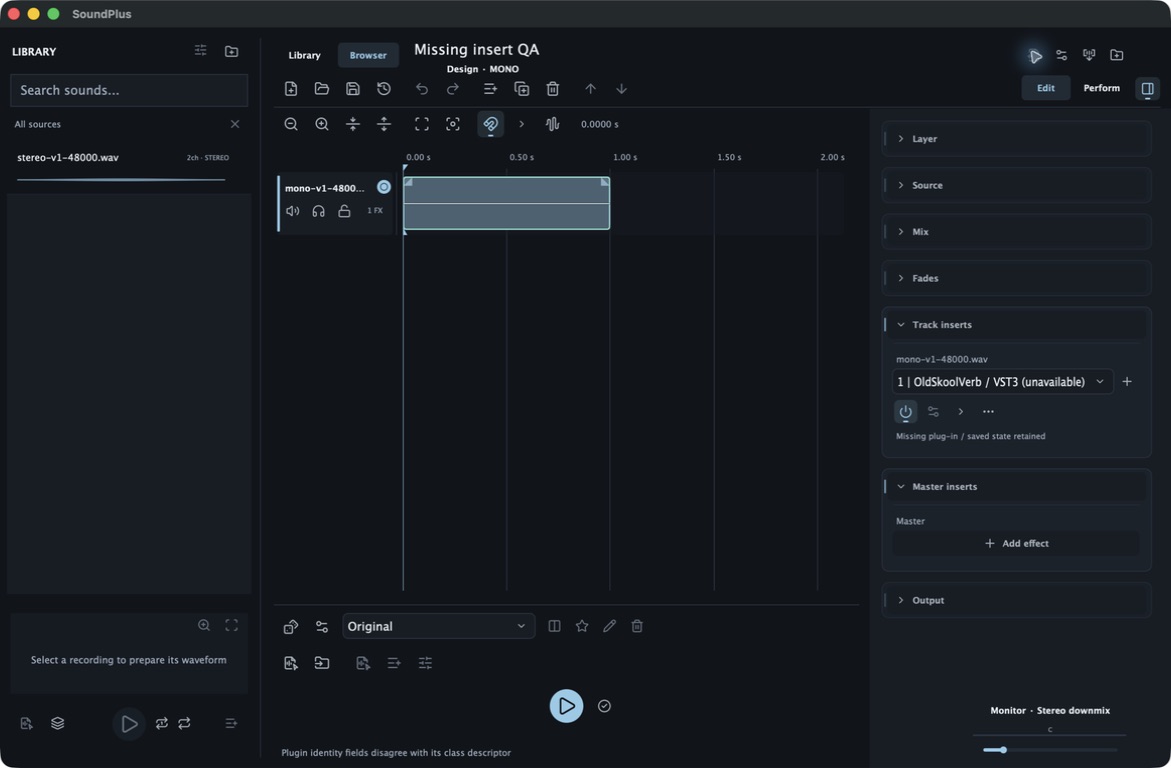 SoundPlus
LIBRARY
Search sounds...
All sources
stereo-v1-48000.wav
2ch · STEREO
Select a recording to prepare its waveform
Library
Browser
Missing insert QA
Design · MONO
0.0000 s
0.00 s
0.50 s
1.00 s
1.50 s
2.00 s
mono-v1-4800...
1 FX
Original
Plugin identity fields disagree with its class descriptor
Edit
Perform
Layer
Source
Mix
Fades
Track inserts
mono-v1-48000.wav
1 | OldSkoolVerb / VST3 (unavailable)
Missing plug-in / saved state retained
Master inserts
Master
Add effect
Output
Monitor · Stereo downmix
C